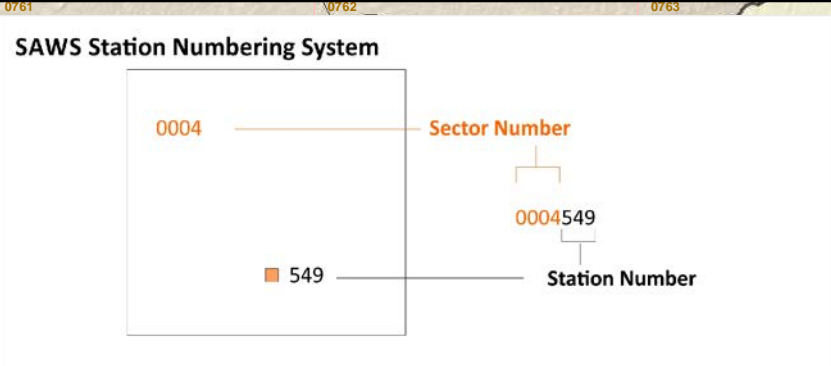 0761 0762 0763
SAWS Station Numbering System
0004 Sector Number
0004549
549 Station Number